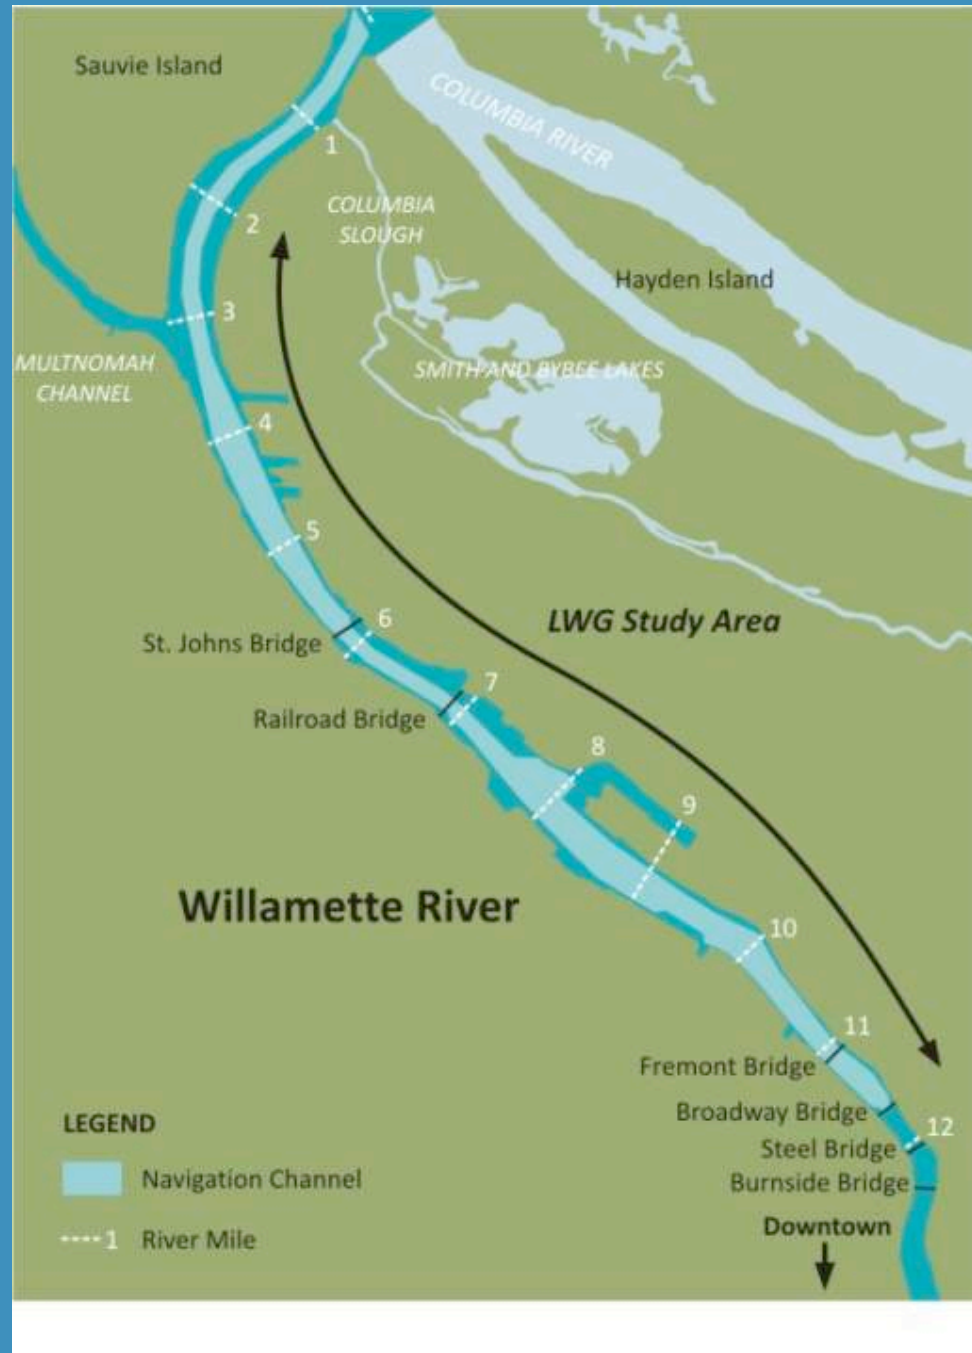 Sauvie Island
COLUMBIA RIVER
1
COLUMBIA
SLOUGH
2
Hayden Island
3
MULTNOMAH
CHANNEL
SMITH AND BYBEE LAKES
4
5
LWG Study Area
6
St. Johns Bridge
7
Railroad Bridge
8
9
Willamette River
10
11
Fremont Bridge
Broadway Bridge
12
Steel Bridge
Burnside Bridge
Downtown
LEGEND
Navigation Channel
1 River Mile